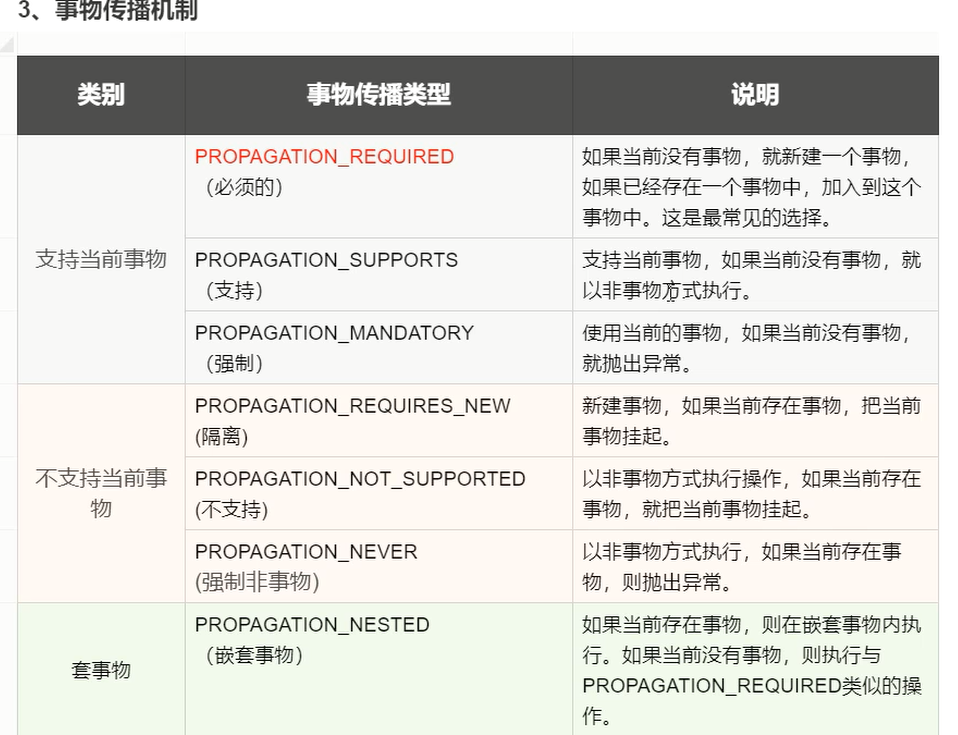 3、事物传播机制
类别
事物传播类型
说明
支持当前事物
PROPAGATION_REQUIRED
（必须的）
如果当前没有事物，就新建一个事物，
如果已经存在一个事物中，加入到这个
事物中。这是最常见的选择。
PROPAGATION_SUPPORTS
（支持）
支持当前事物，如果当前没有事物，就
以非事物方式执行。
PROPAGATION_MANDATORY
（强制）
使用当前的事物，如果当前没有事物，
就抛出异常。
不支持当前事
物
PROPAGATION_REQUIRES_NEW
(隔离)
新建事物，如果当前存在事物，把当前
事物挂起。
PROPAGATION_NOT_SUPPORTED
(不支持)
以非事物方式执行操作，如果当前存在
事物，就把当前事物挂起。
PROPAGATION_NEVER
(强制非事物)
以非事物方式执行，如果当前存在事
物，则抛出异常。
套事物
PROPAGATION_NESTED
（嵌套事物）
如果当前存在事物，则在嵌套事物内执
行。如果当前没有事物，则执行与
PROPAGATION_REQUIRED类似的操
作。